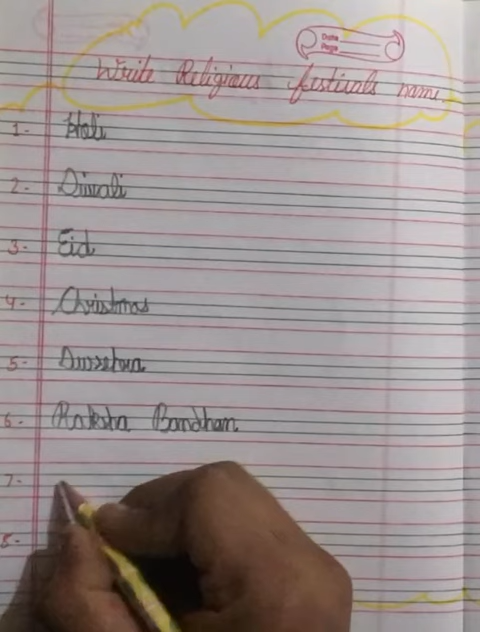 Date
Page
Write Religious festivals name.
1- Holi
2- Diwali
3- Eid
4- Christmas
5- Dussehra
6- Raksha Bandhan
7-
8-